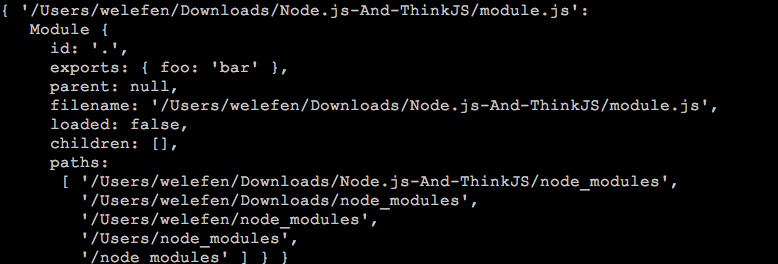 { '/Users/welefen/Downloads/Node.js-And-ThinkJS/module.js':
Module {
id: '.',
exports: { foo: 'bar' },
parent: null,
filename: '/Users/welefen/Downloads/Node.js-And-ThinkJS/module.js',
loaded: false,
children: [],
paths:
[ '/Users/welefen/Downloads/Node.js-And-ThinkJS/node_modules',
'/Users/welefen/Downloads/node_modules',
'/Users/welefen/node_modules',
'/Users/node_modules',
'/node_modules' ] } }